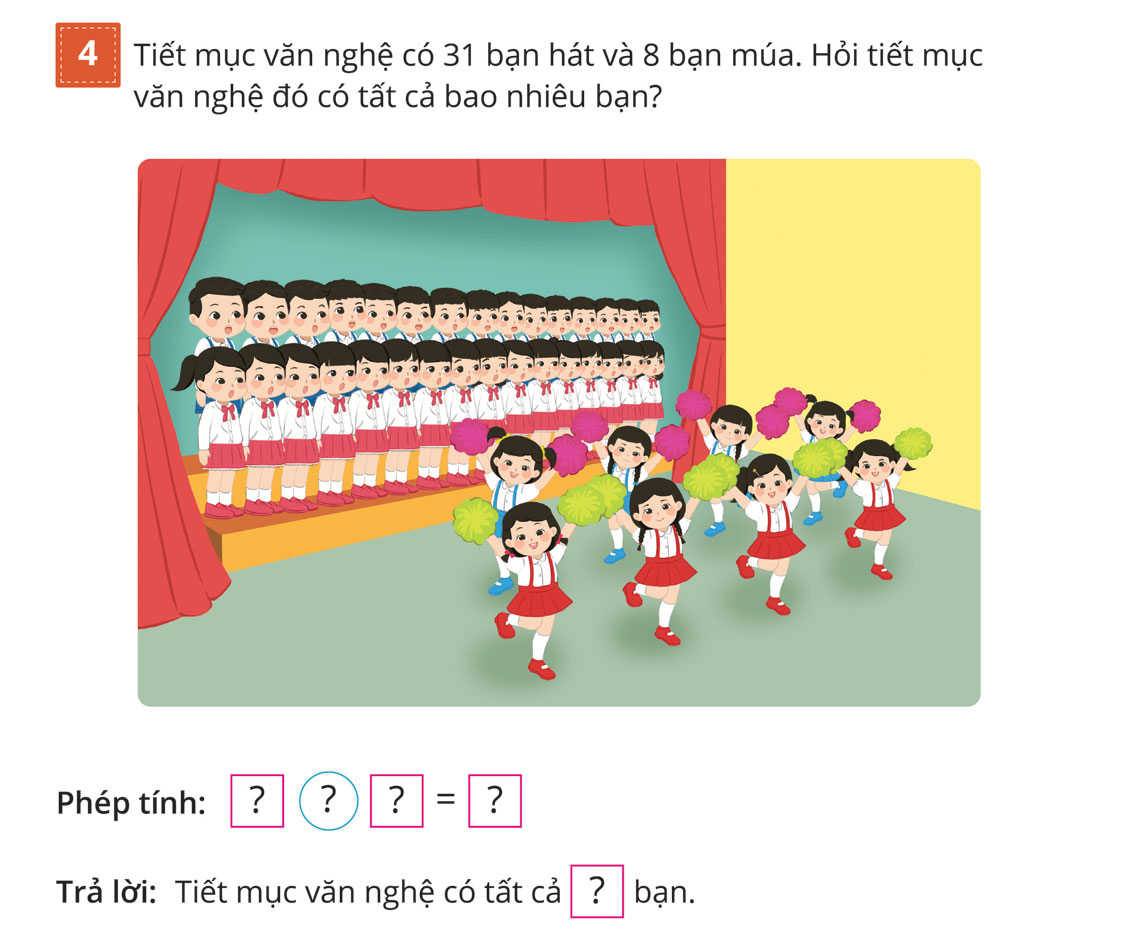 4 Tiết mục văn nghệ có 31 bạn hát và 8 bạn múa. Hỏi tiết mục
văn nghệ đó có tất cả bao nhiêu bạn?
Phép tính: ? ? ? = ?
Trả lời: Tiết mục văn nghệ có tất cả ? bạn.